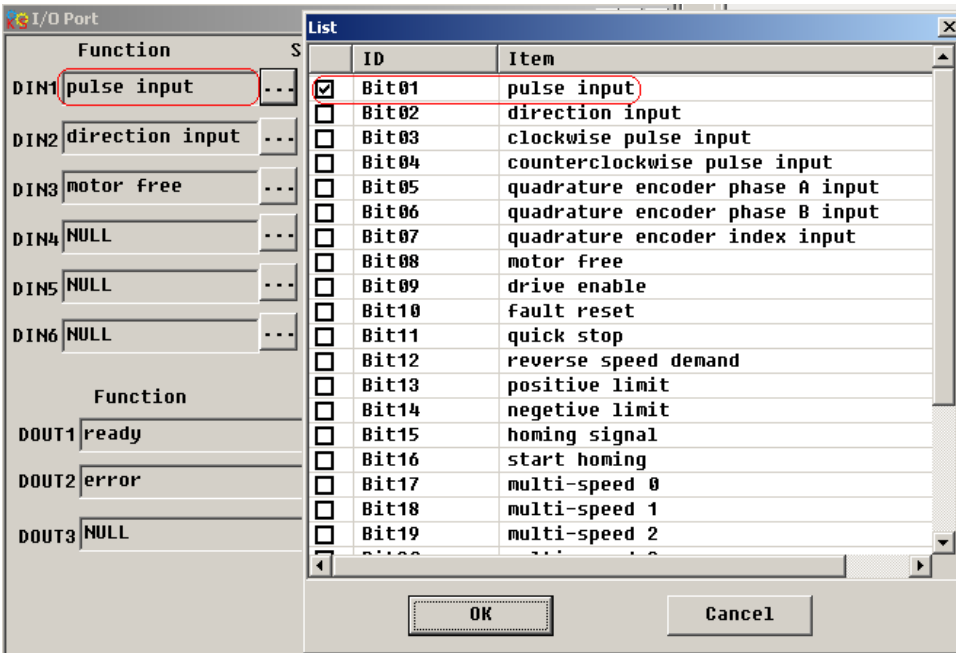 I/O Port
Function S
DIN1 pulse input ...
DIN2 direction input ...
DIN3 motor free ...
DIN4 NULL ...
DIN5 NULL ...
DIN6 NULL ...
Function
DOUT1 ready
DOUT2 error
DOUT3 NULL
List
ID Item
Bit01 pulse input
Bit02 direction input
Bit03 clockwise pulse input
Bit04 counterclockwise pulse input
Bit05 quadrature encoder phase A input
Bit06 quadrature encoder phase B input
Bit07 quadrature encoder index input
Bit08 motor free
Bit09 drive enable
Bit10 fault reset
Bit11 quick stop
Bit12 reverse speed demand
Bit13 positive limit
Bit14 negetive limit
Bit15 homing signal
Bit16 start homing
Bit17 multi-speed 0
Bit18 multi-speed 1
Bit19 multi-speed 2
OK Cancel